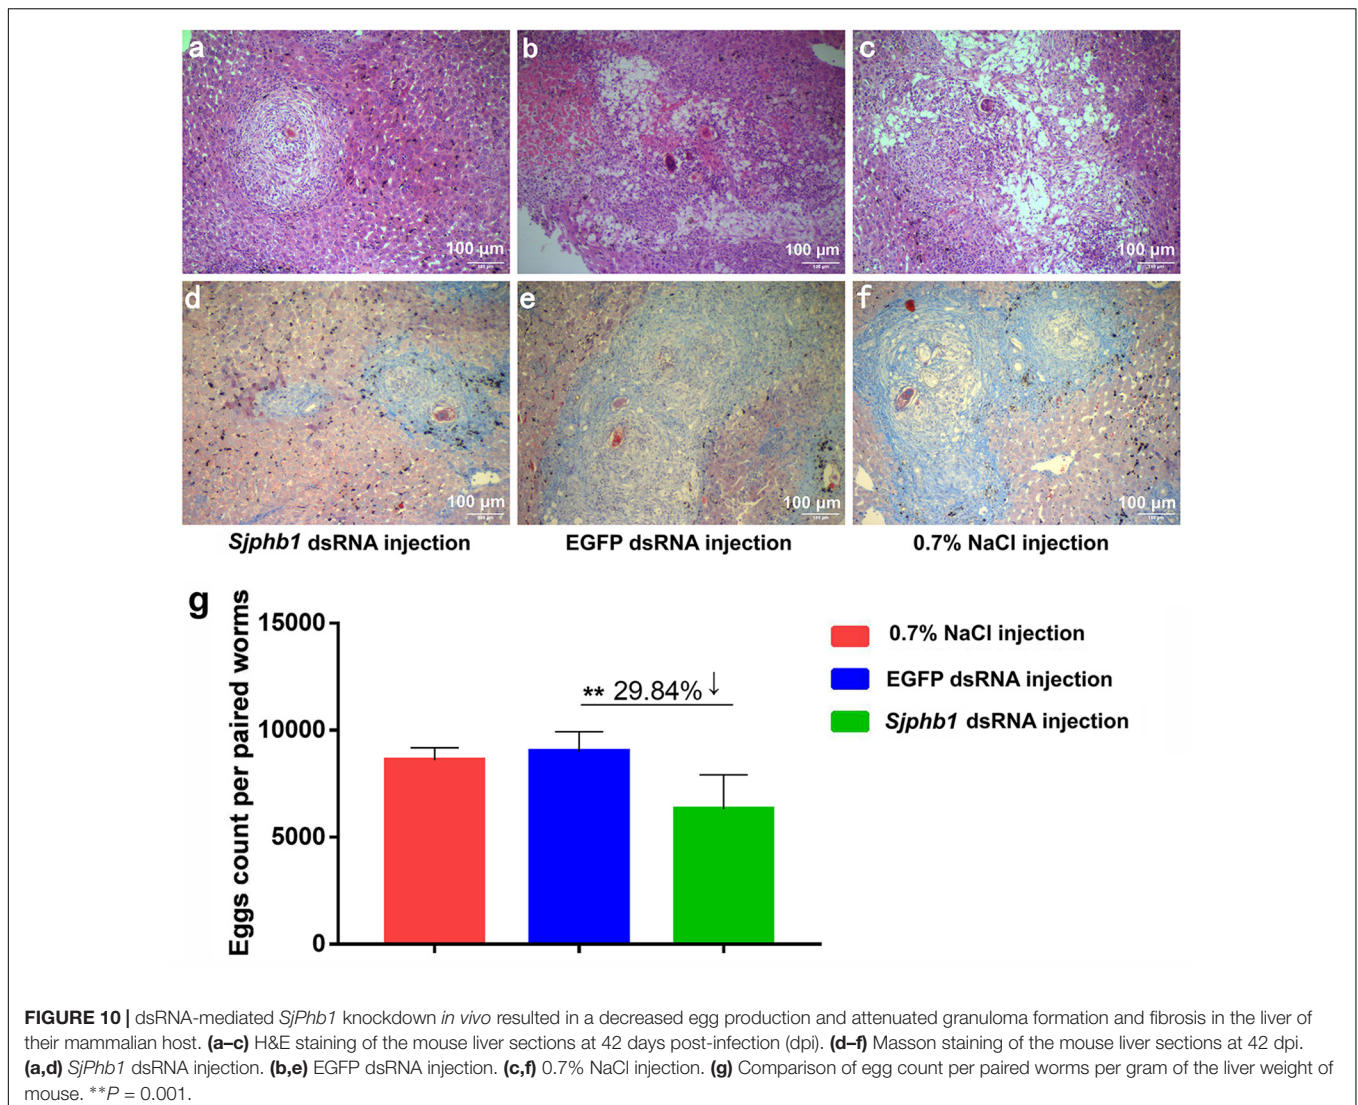 a b c
100 µm 100 µm 100 µm
d e f
100 µm 100 µm 100 µm
Sjphb1 dsRNA injection EGFP dsRNA injection 0.7% NaCl injection
g
Eggs count per paired worms
15000
10000
5000
0
** 29.84% ↓
0.7% NaCl injection
EGFP dsRNA injection
Sjphb1 dsRNA injection
FIGURE 10 | dsRNA-mediated SjPhb1 knockdown in vivo resulted in a decreased egg production and attenuated granuloma formation and fibrosis in the liver of
their mammalian host. (a–c) H&E staining of the mouse liver sections at 42 days post-infection (dpi). (d–f) Masson staining of the mouse liver sections at 42 dpi.
(a,d) SjPhb1 dsRNA injection. (b,e) EGFP dsRNA injection. (c,f) 0.7% NaCl injection. (g) Comparison of egg count per paired worms per gram of the liver weight of
mouse. **P = 0.001.